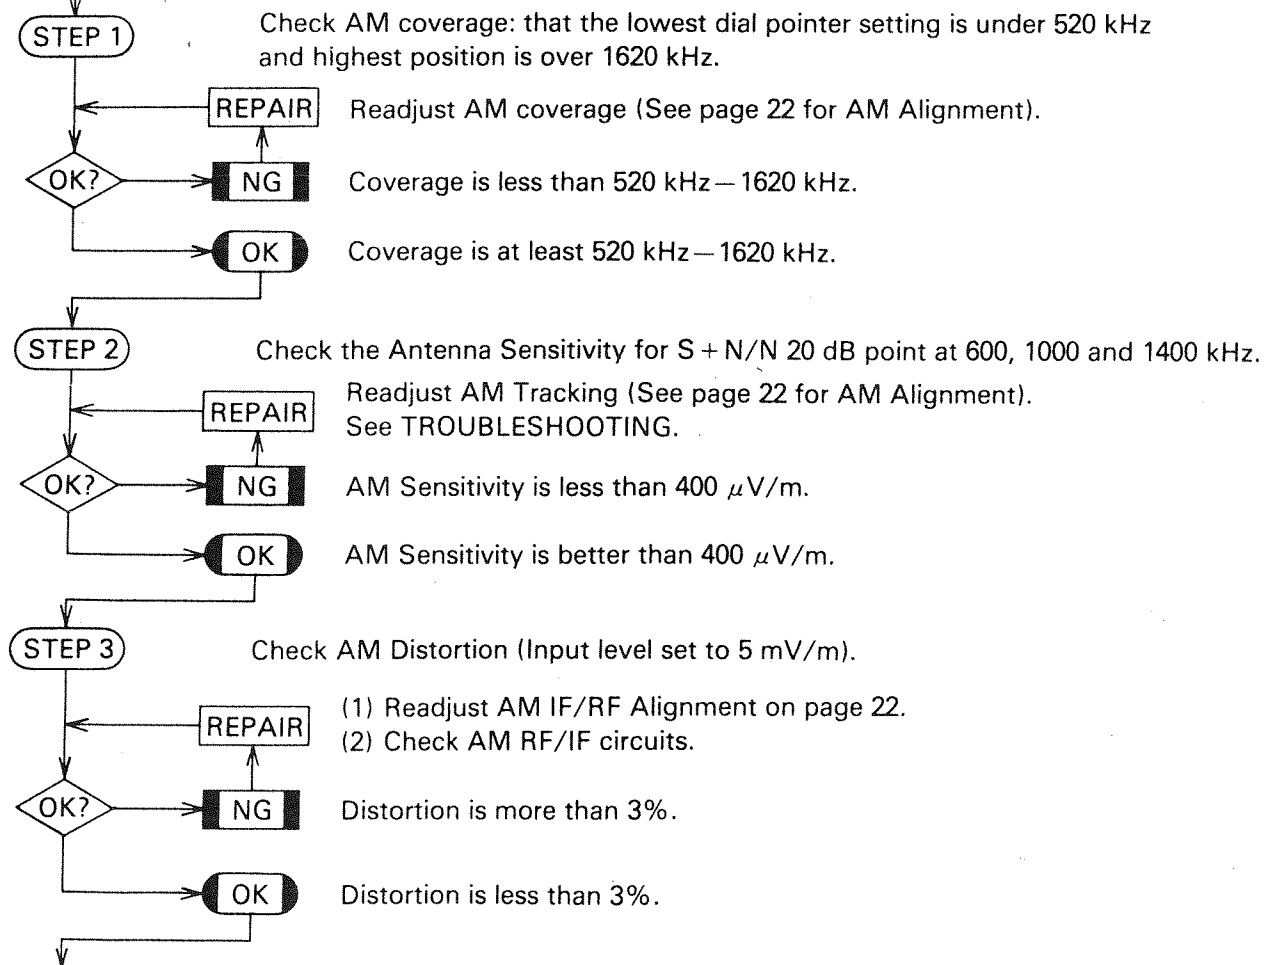 STEP 1
Check AM coverage: that the lowest dial pointer setting is under 520 kHz
and highest position is over 1620 kHz.
REPAIR
Readjust AM coverage (See page 22 for AM Alignment).
OK?
NG
Coverage is less than 520 kHz—1620 kHz.
OK
Coverage is at least 520 kHz—1620 kHz.
STEP 2
Check the Antenna Sensitivity for S + N/N 20 dB point at 600, 1000 and 1400 kHz.
REPAIR
Readjust AM Tracking (See page 22 for AM Alignment).
See TROUBLESHOOTING.
OK?
NG
AM Sensitivity is less than 400 μV/m.
OK
AM Sensitivity is better than 400 μV/m.
STEP 3
Check AM Distortion (Input level set to 5 mV/m).
REPAIR
(1) Readjust AM IF/RF Alignment on page 22.
(2) Check AM RF/IF circuits.
OK?
NG
Distortion is more than 3%.
OK
Distortion is less than 3%.